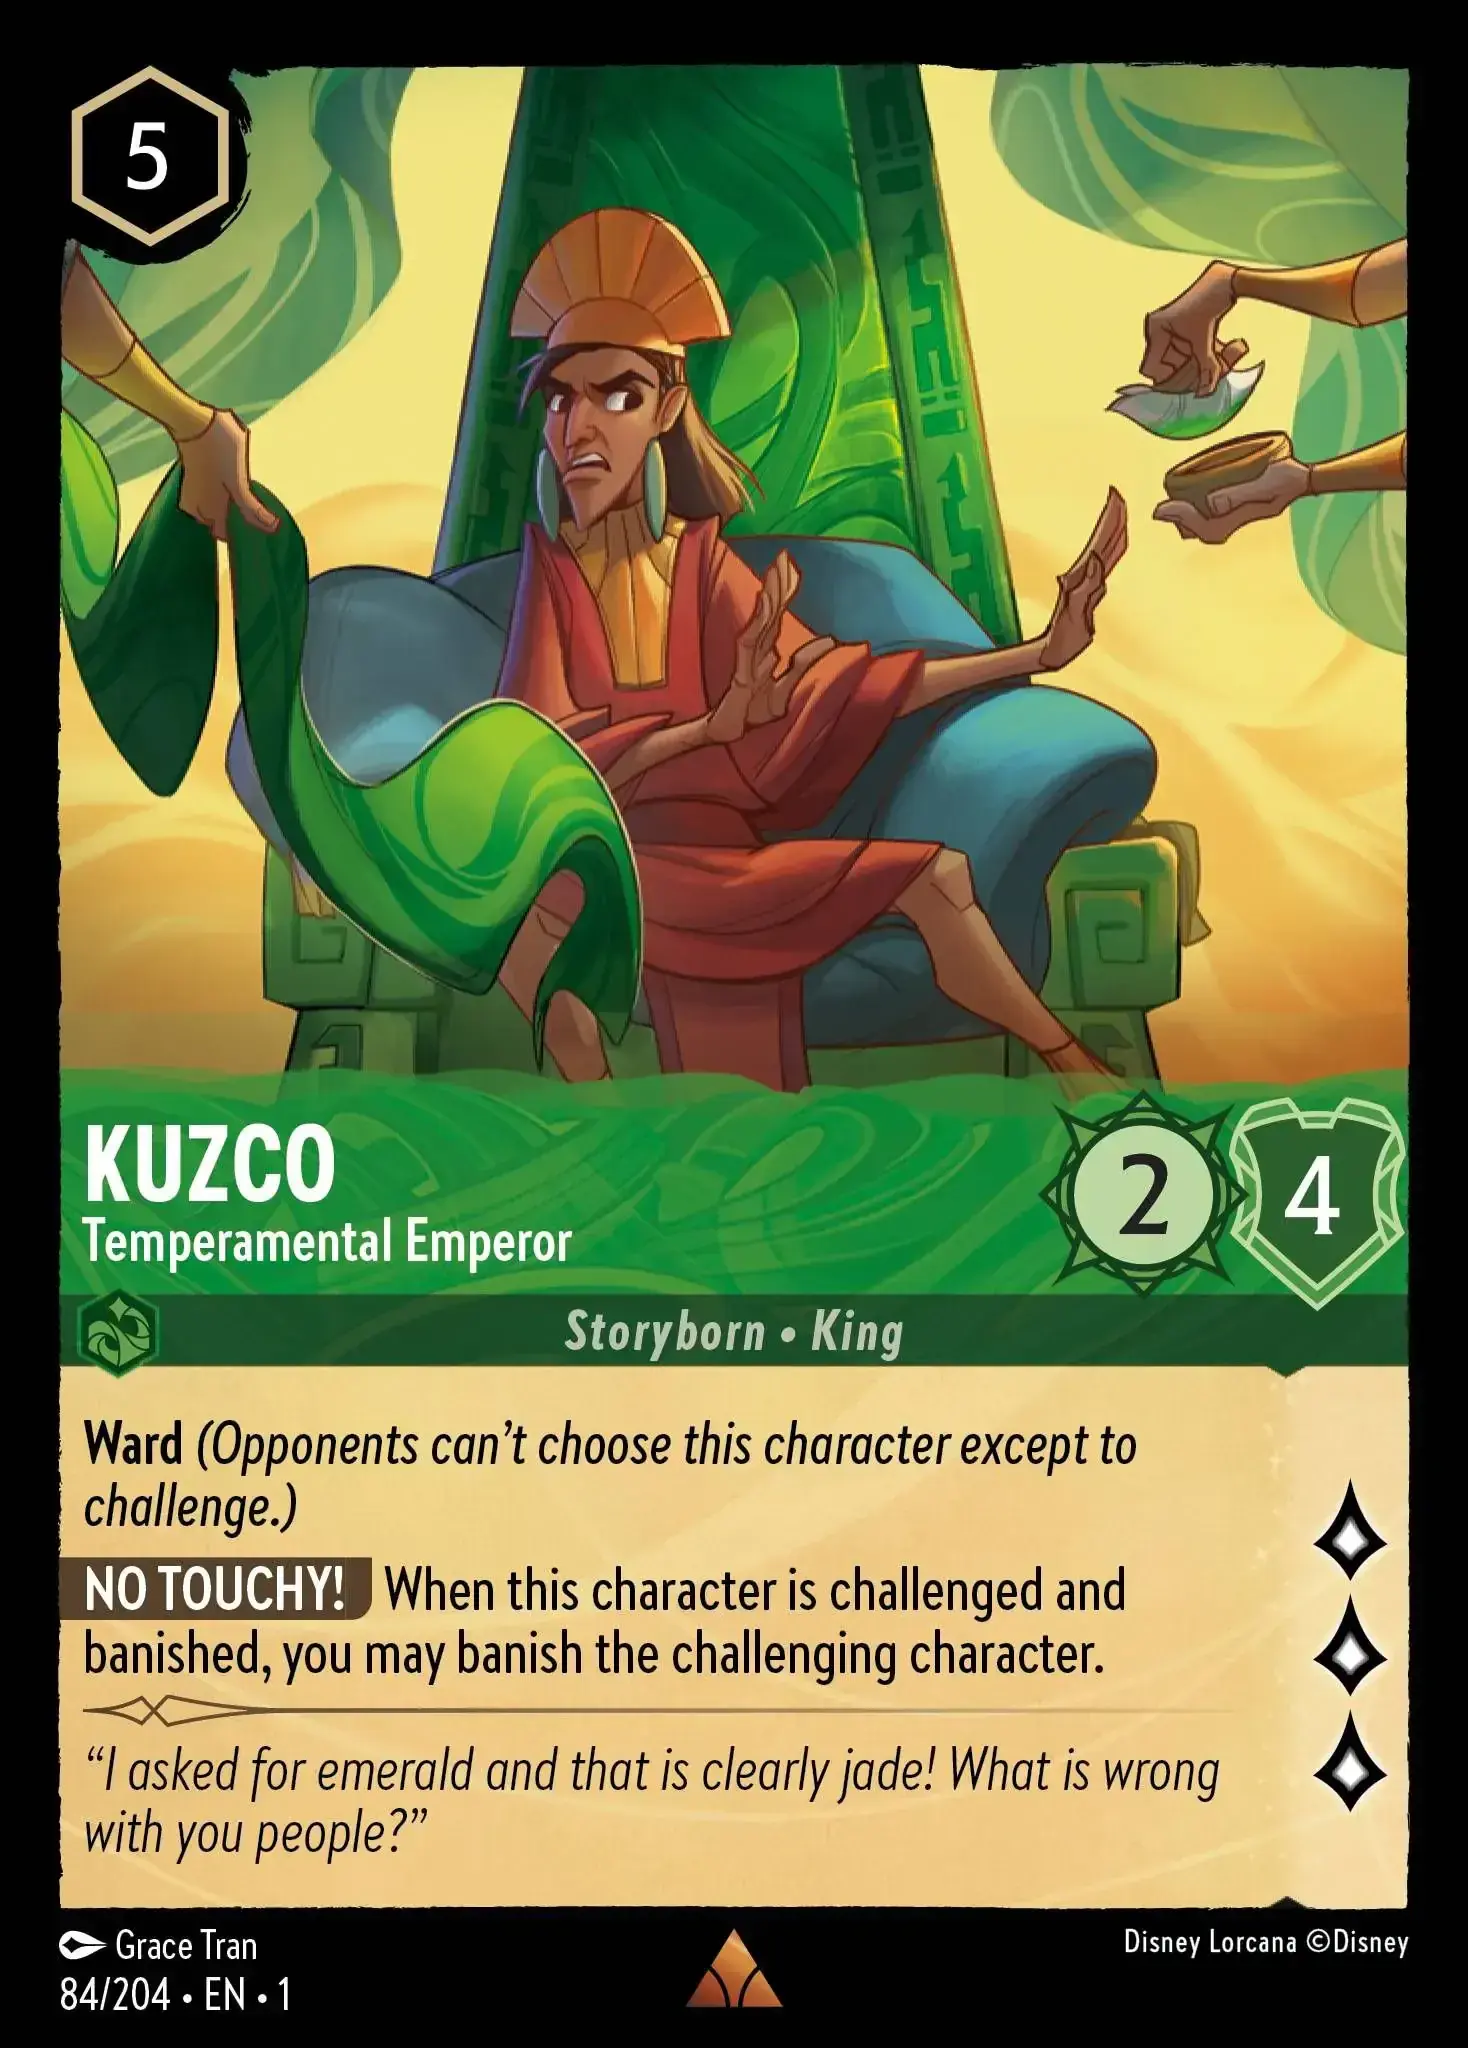 5
KUZCO
Temperamental Emperor
2
4
Storyborn • King
Ward (Opponents can’t choose this character except to
challenge.)
NO TOUCHY! When this character is challenged and
banished, you may banish the challenging character.
“I asked for emerald and that is clearly jade! What is wrong
with you people?”
Grace Tran
Disney Lorcana ©Disney
84/204 • EN • 1